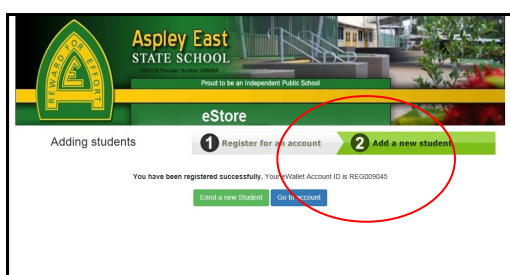 REWARD FOR EFFORT
Aspley East
STATE SCHOOL
Proud to be an Independent Public School
eStore
Adding students
1 Register for an account
2 Add a new student
You have been registered successfully. Your eWallet Account ID is REG009045
Enrol a new Student
Go to account